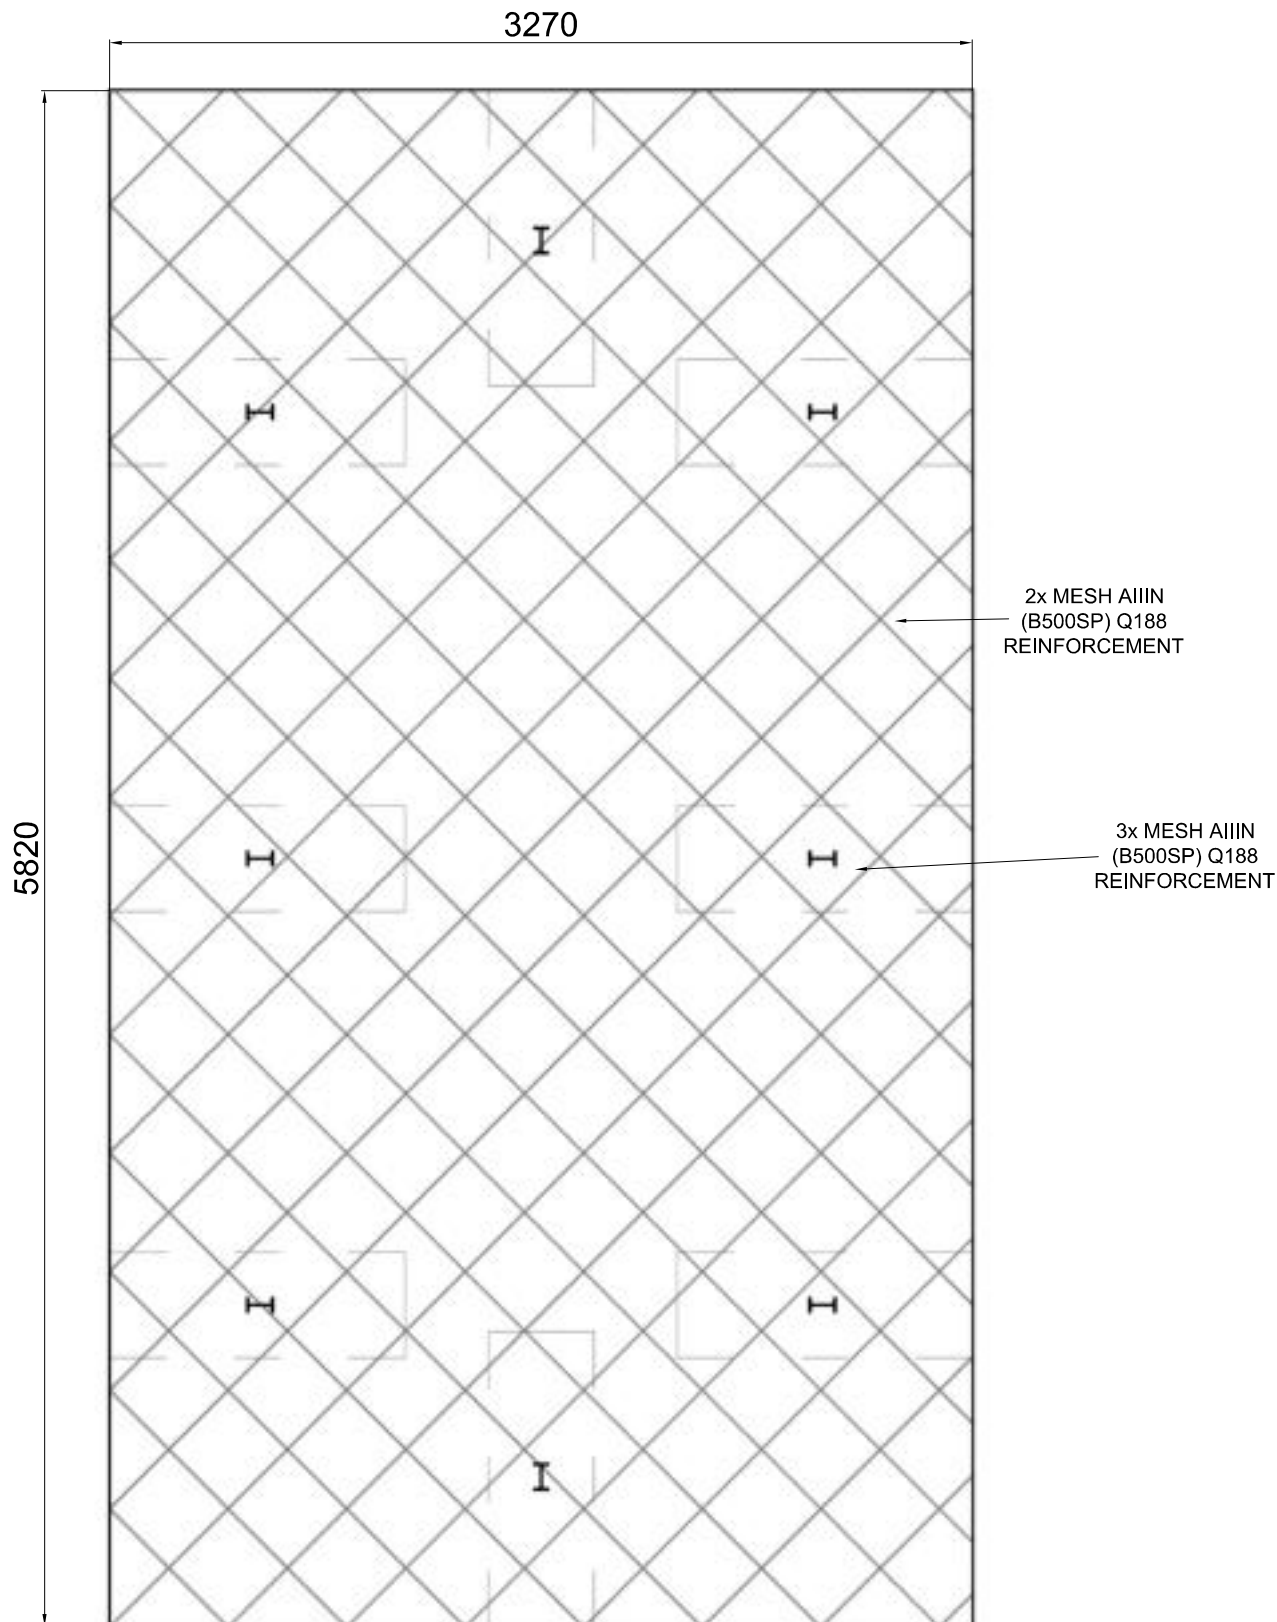 3270
2x MESH AIIIN
(B500SP) Q188
REINFORCEMENT
5820
3x MESH AIIIN
(B500SP) Q188
REINFORCEMENT